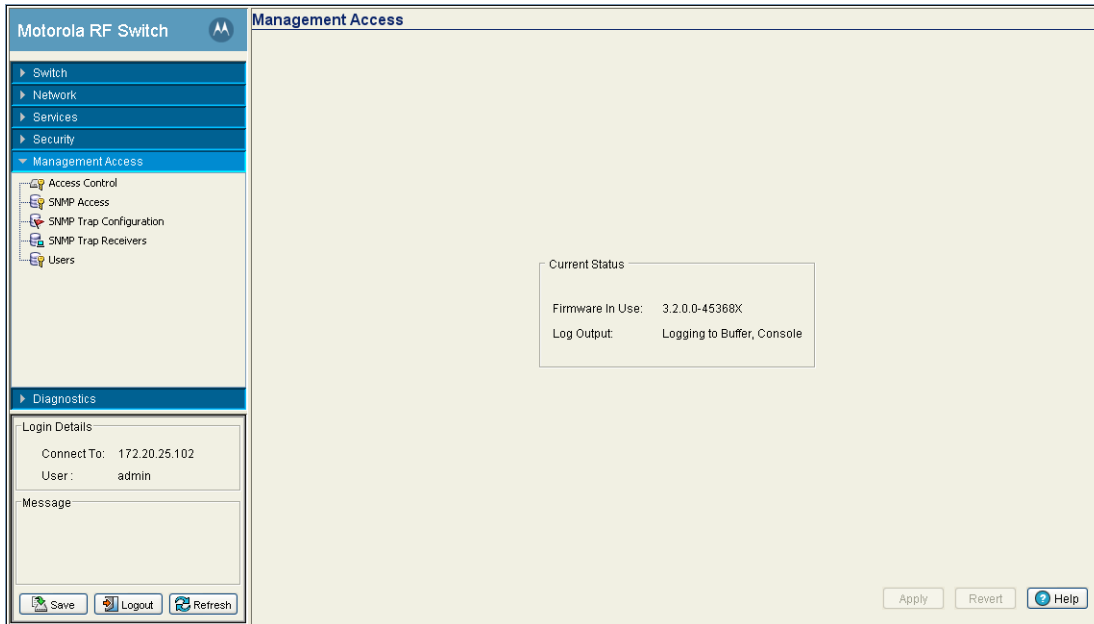 Motorola RF Switch
Management Access
Switch
Network
Services
Security
Management Access
Access Control
SNMP Access
SNMP Trap Configuration
SNMP Trap Receivers
Users
Current Status
Firmware In Use: 3.2.0.0-45368X
Log Output: Logging to Buffer, Console
Diagnostics
Login Details
Connect To: 172.20.25.102
User : admin
Message
Save Logout Refresh
Apply Revert Help